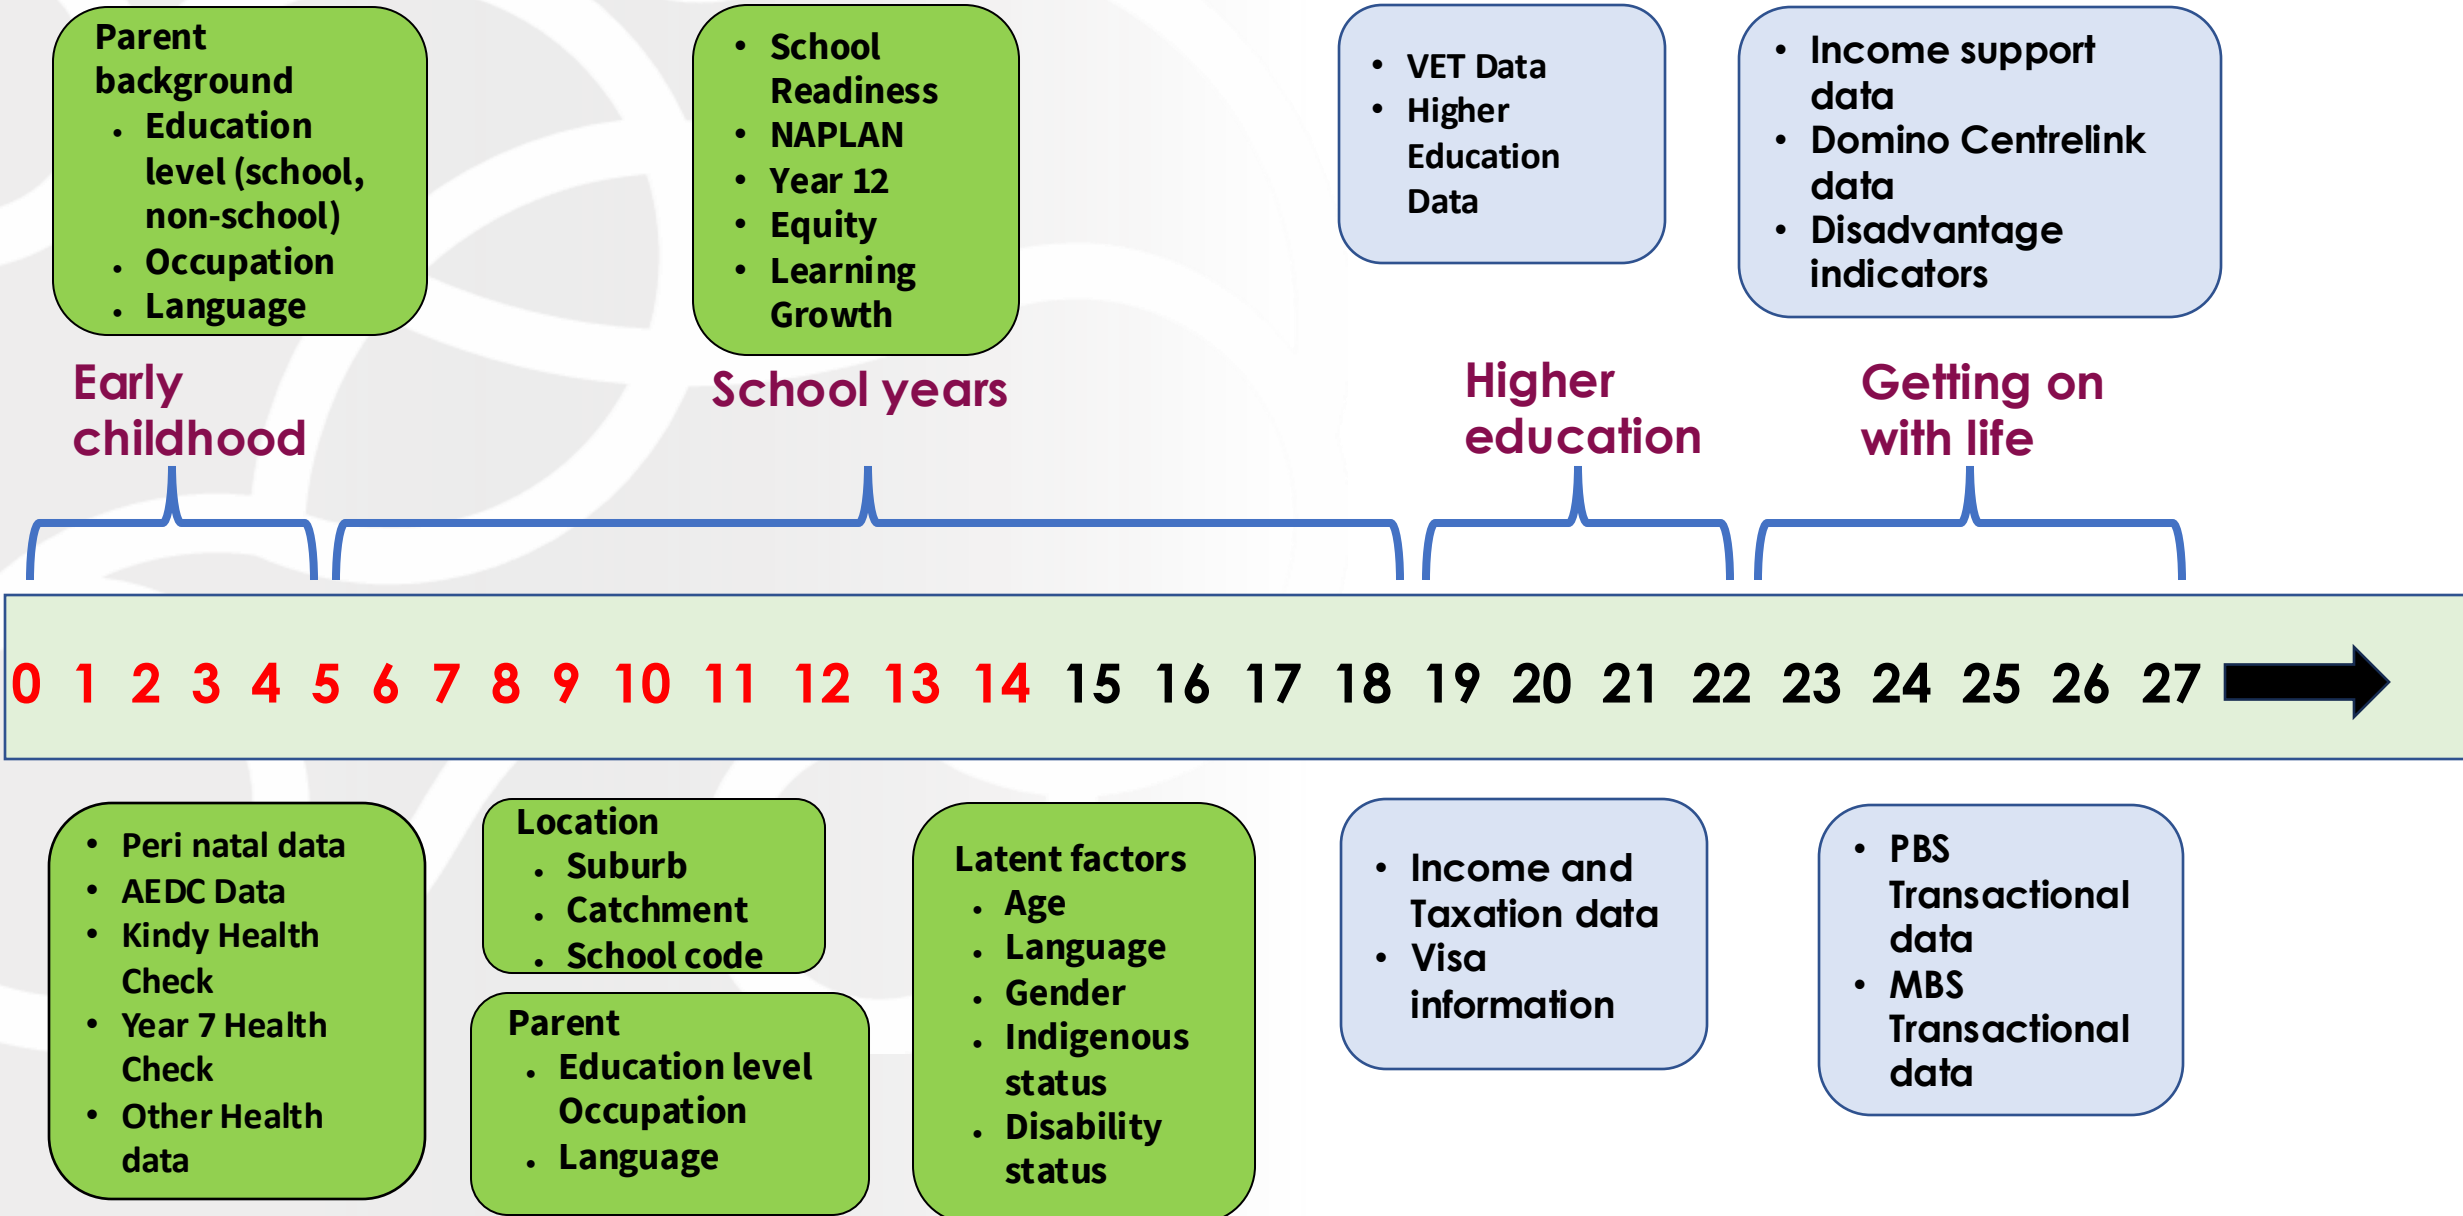 Parent
background
• Education
level (school,
non-school)
• Occupation
• Language
• School
Readiness
• NAPLAN
• Year 12
• Equity
• Learning
Growth
• VET Data
• Higher
Education
Data
• Income support
data
• Domino Centrelink
data
• Disadvantage
indicators
Early
childhood
School years
Higher
education
Getting on
with life
0 1 2 3 4 5 6 7 8 9 10 11 12 13 14 15 16 17 18 19 20 21 22 23 24 25 26 27
• Peri natal data
• AEDC Data
• Kindy Health
Check
• Year 7 Health
Check
• Other Health
data
Location
• Suburb
• Catchment
• School code
Parent
• Education level
Occupation
• Language
Latent factors
• Age
• Language
• Gender
• Indigenous
status
• Disability
status
• Income and
Taxation data
• Visa
information
• PBS
Transactional
data
• MBS
Transactional
data